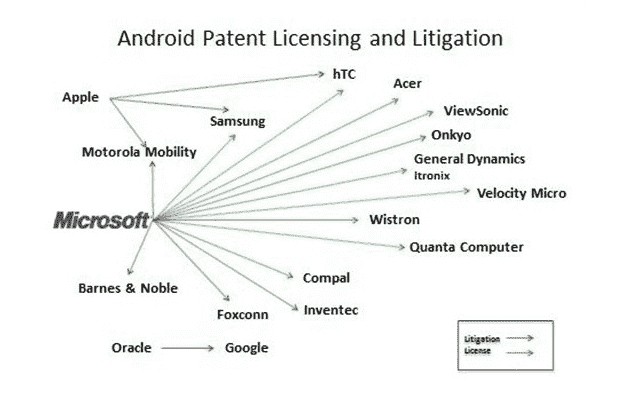 Android Patent Licensing and Litigation
hTC
Apple
Acer
Samsung
ViewSonic
Onkyo
Motorola Mobility
General Dynamics
Itronix
Velocity Micro
Microsoft
Wistron
Quanta Computer
Compal
Barnes & Noble
Inventec
Foxconn
Oracle
Google
Litigation
License